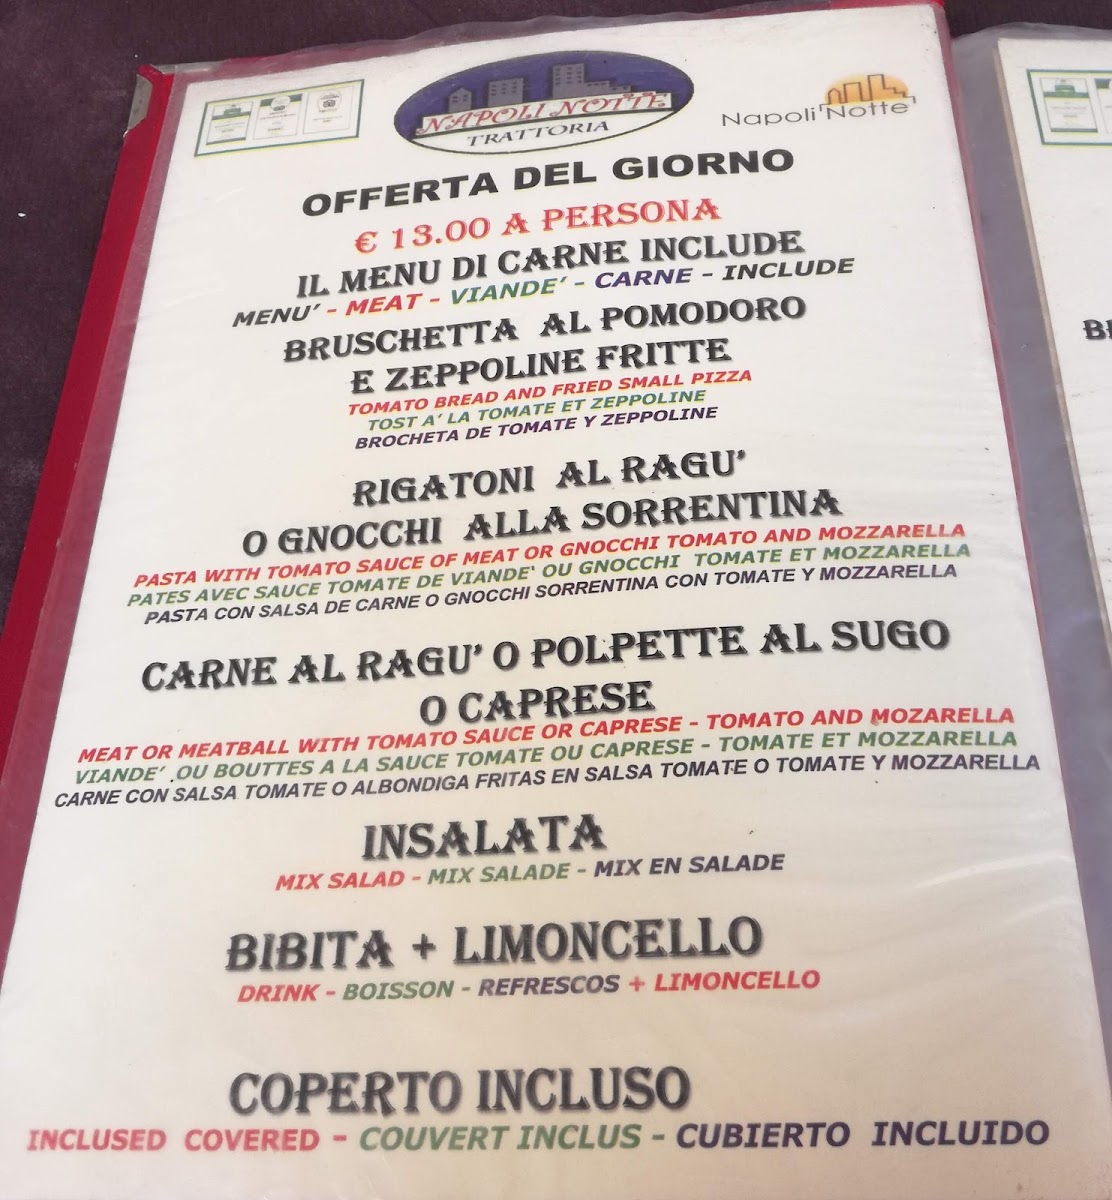 NAPOLI NOTTE
TRATTORIA
Napoli Notte
OFFERTA DEL GIORNO
€ 13.00 A PERSONA
IL MENU DI CARNE INCLUDE
MENU' - MEAT - VIANDE' - CARNE - INCLUDE
BRUSCHETTA AL POMODORO
E ZEPPOLINE FRITTE
TOMATO BREAD AND FRIED SMALL PIZZA
TOST A' LA TOMATE ET ZEPPOLINE
BROCHETA DE TOMATE Y ZEPPOLINE
RIGATONI AL RAGU'
O GNOCCHI ALLA SORRENTINA
PASTA WITH TOMATO SAUCE OF MEAT OR GNOCCHI TOMATO AND MOZZARELLA
PATES AVEC SAUCE TOMATE DE VIANDE' OU GNOCCHI TOMATE ET MOZZARELLA
PASTA CON SALSA DE CARNE O GNOCCHI SORRENTINA CON TOMATE Y MOZZARELLA
CARNE AL RAGU' O POLPETTE AL SUGO
O CAPRESE
MEAT OR MEATBALL WITH TOMATO SAUCE OR CAPRESE - TOMATO AND MOZARELLA
VIANDE' .OU BOUTTES A LA SAUCE TOMATE OU CAPRESE - TOMATE ET MOZZARELLA
CARNE CON SALSA TOMATE O ALBONDIGA FRITAS EN SALSA TOMATE O TOMATE Y MOZZARELLA
INSALATA
MIX SALAD - MIX SALADE - MIX EN SALADE
BIBITA + LIMONCELLO
DRINK - BOISSON - REFRESCOS + LIMONCELLO
COPERTO INCLUSO
INCLUSED COVERED - COUVERT INCLUS - CUBIERTO INCLUIDO